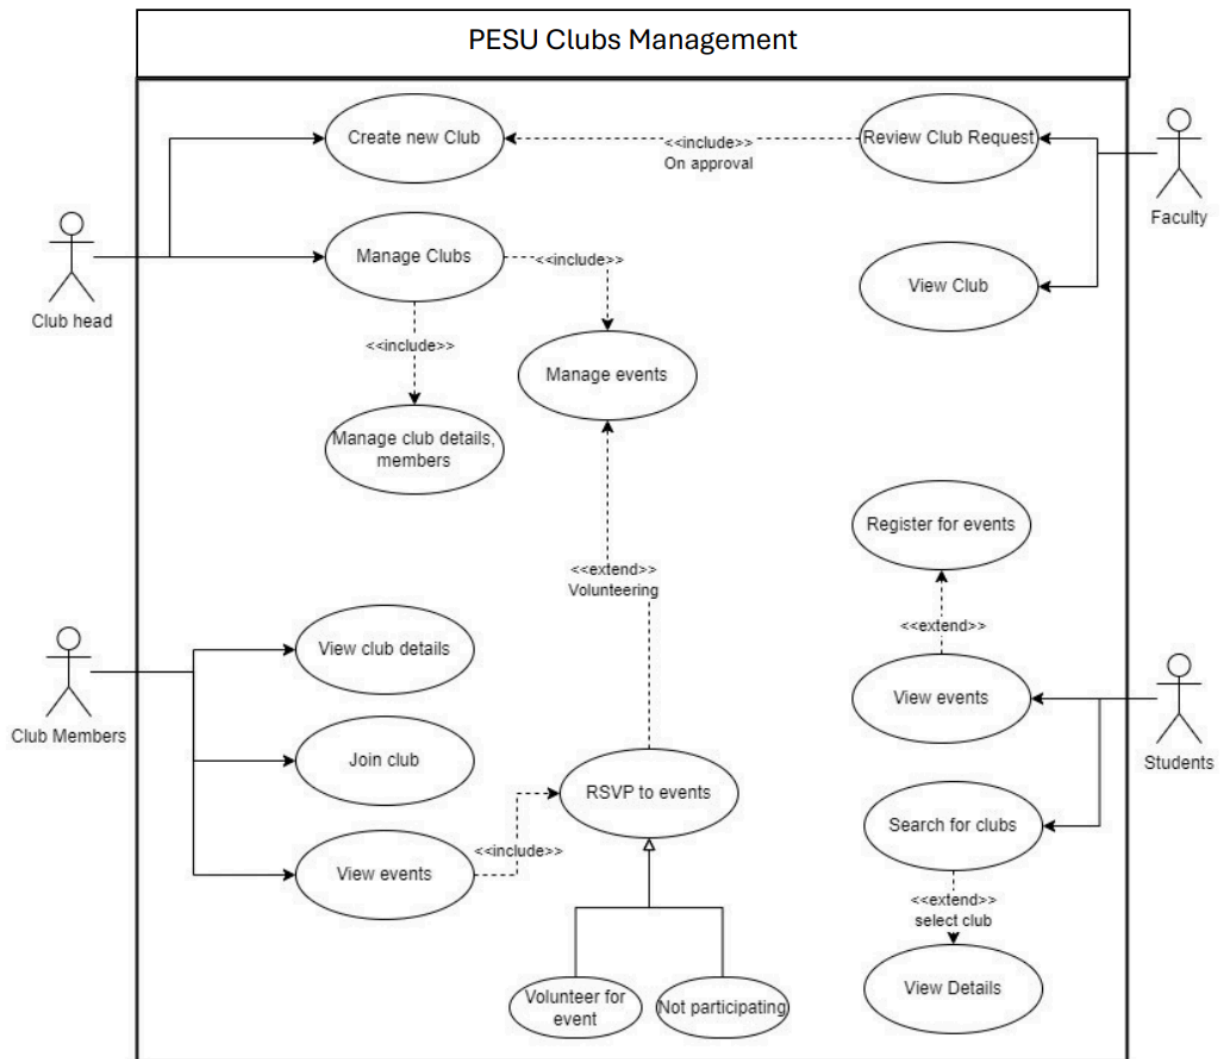 PESU Clubs Management
Create new Club
<<include>>
On approval
Review Club Request
Faculty
Club head
Manage Clubs
<<include>>
View Club
<<include>>
Manage events
Manage club details,
members
Register for events
<<extend>>
Volunteering
<<extend>>
View club details
Club Members
View events
Students
Join club
RSVP to events
Search for clubs
<<include>>
View events
<<extend>>
select club
Volunteer for
event
Not participating
View Details